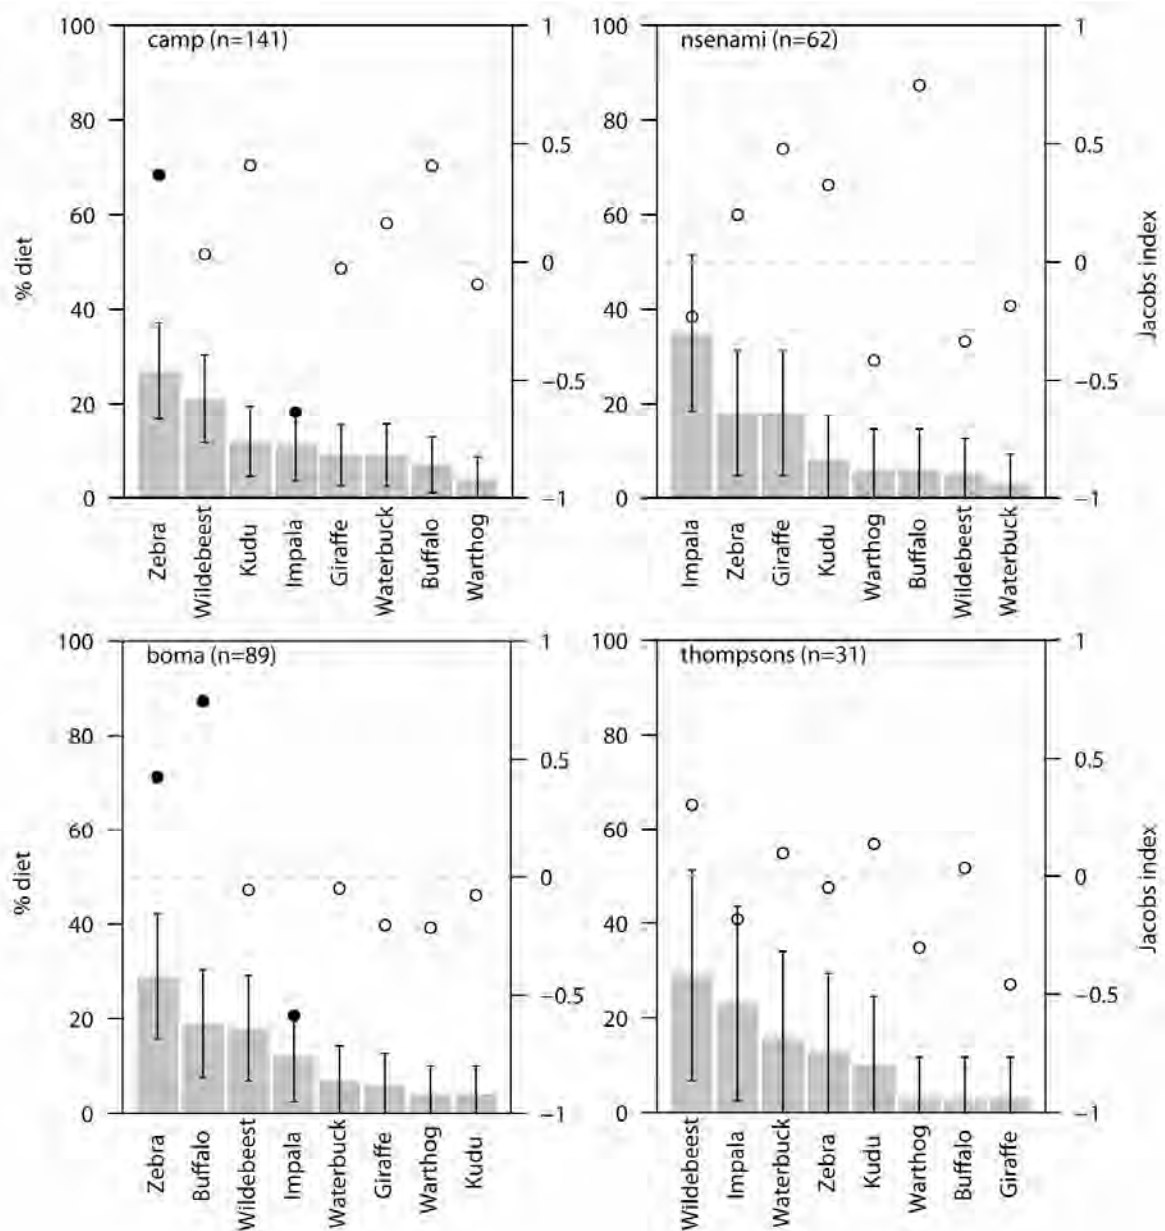 camp (n=141)
100
80
60
40
20
0
% diet
1
0.5
0
−0.5
−1
Zebra
Wildebeest
Kudu
Impala
Giraffe
Waterbuck
Buffalo
Warthog
nsenami (n=62)
100
80
60
40
20
0
1
0.5
0
−0.5
−1
Jacobs index
Impala
Zebra
Giraffe
Kudu
Warthog
Buffalo
Wildebeest
Waterbuck
boma (n=89)
100
80
60
40
20
0
% diet
1
0.5
0
−0.5
−1
Zebra
Buffalo
Wildebeest
Impala
Waterbuck
Giraffe
Warthog
Kudu
thompsons (n=31)
100
80
60
40
20
0
1
0.5
0
−0.5
−1
Jacobs index
Wildebeest
Impala
Waterbuck
Zebra
Kudu
Warthog
Buffalo
Giraffe